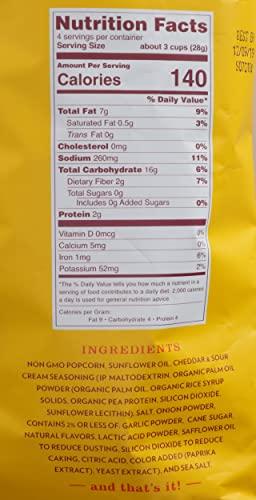 Nutrition Facts
4 servings per container
Serving Size about 3 cups (28g)
Amount Per Serving
Calories 140
% Daily Value*
Total Fat 7g 9%
Saturated Fat 0.5g 3%
Trans Fat 0g
Cholesterol 0mg 0%
Sodium 260mg 11%
Total Carbohydrate 16g 6%
Dietary Fiber 2g 7%
Total Sugars 0g
Includes 0g Added Sugars 0%
Protein 2g
Vitamin D 0mcg 0%
Calcium 5mg 0%
Iron 1mg 6%
Potassium 52mg 2%
*The % Daily Value tells you how much a nutrient in a
serving of food contributes to a daily diet. 2,000 calories
a day is used for general nutrition advice.
Calories per Gram:
Fat 9 • Carbohydrate 4 • Protein 4
BEST BY
INGREDIENTS
NON GMO POPCORN, SUNFLOWER OIL, CHEDDAR & SOUR
CREAM SEASONING (IP MALTODEXTRIN, ORGANIC PALM OIL
POWDER (ORGANIC PALM OIL, ORGANIC RICE SYRUP
SOLIDS, ORGANIC PEA PROTEIN, SILICON DIOXIDE,
SUNFLOWER LECITHIN), SALT, ONION POWDER,
CONTAINS 2% OR LESS OF: GARLIC POWDER, CANE SUGAR,
NATURAL FLAVORS, LACTIC ACID POWDER, SAFFLOWER OIL
TO REDUCE DUSTING, SILICON DIOXIDE TO REDUCE
CAKING, CITRIC ACID, COLOR ADDED (PAPRIKA
EXTRACT), YEAST EXTRACT), AND SEA SALT.
and that's it!